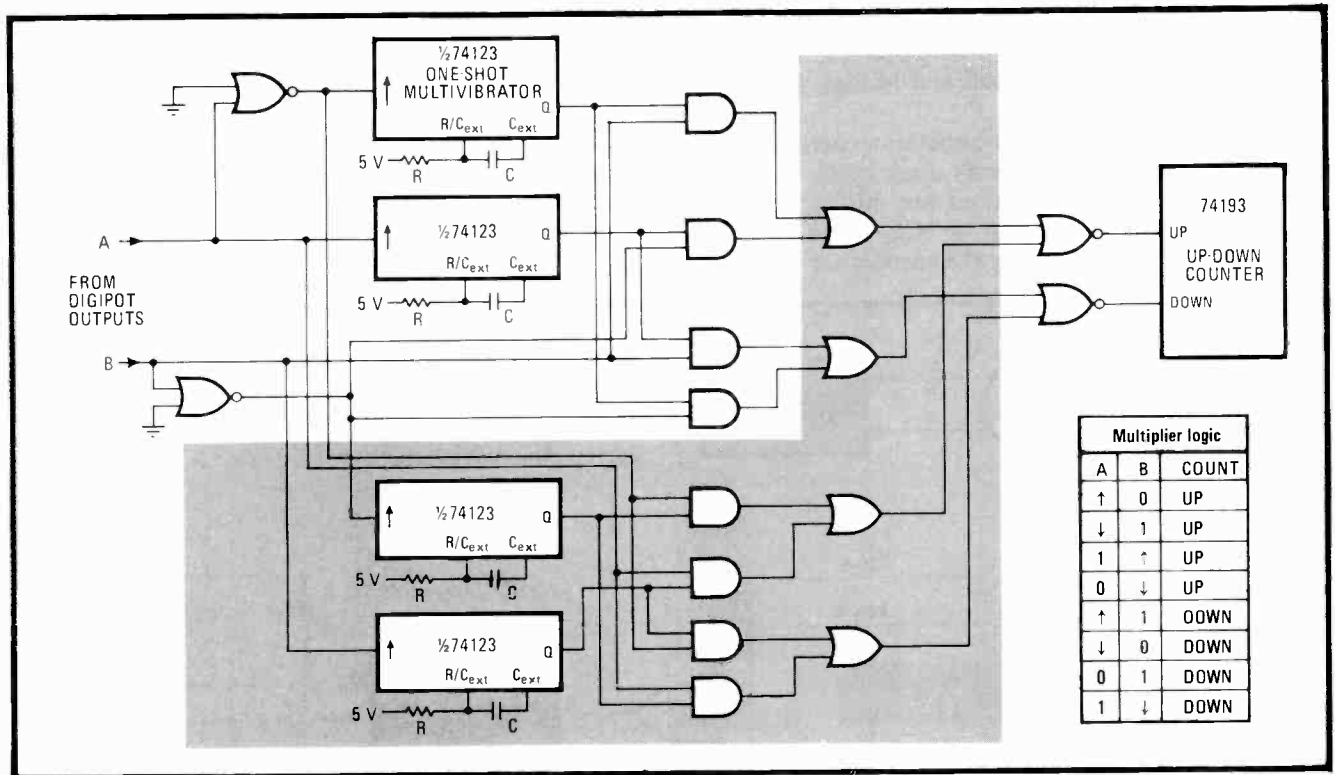 ½74123
ONE-SHOT
MULTIVIBRATOR
↑
Q
R/Cext Cext
5 V
R
C
½74123
↑
Q
R/Cext Cext
5 V
R
C
A
FROM
DIGIPOT
OUTPUTS
B
74193
UP
UP-DOWN
COUNTER
DOWN
½74123
↑
Q
R/Cext Cext
5 V
R
C
½74123
↑
Q
R/Cext Cext
5 V
R
C
Multiplier logic
A B COUNT
↑ 0 UP
↓ 1 UP
1 ↑ UP
0 ↓ UP
↑ 1 DOWN
↓ 0 DOWN
0 1 DOWN
1 ↓ DOWN